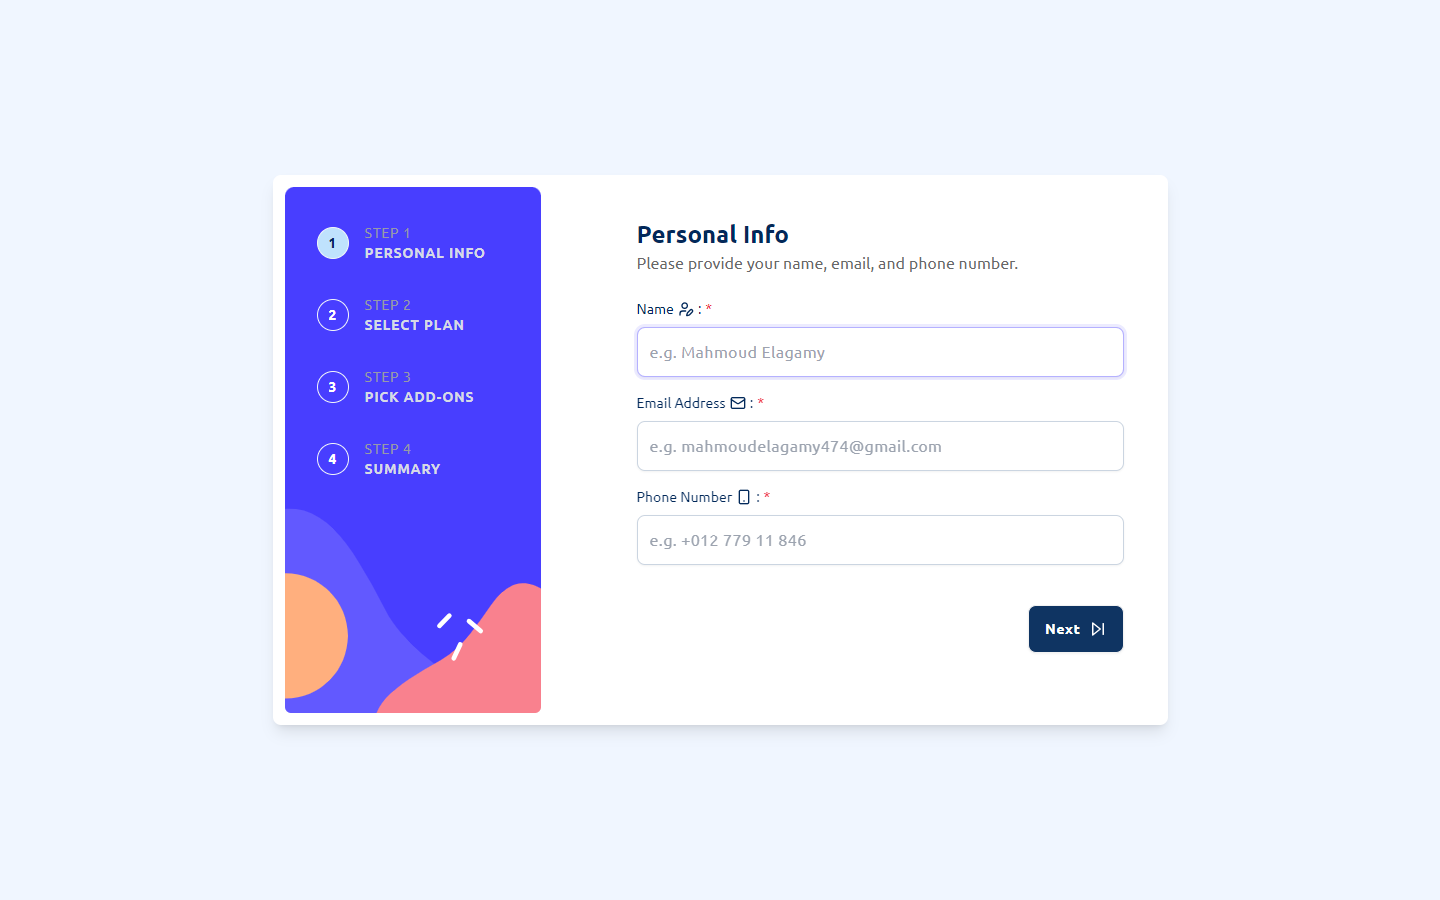 1
STEP 1
PERSONAL INFO
2
STEP 2
SELECT PLAN
3
STEP 3
PICK ADD-ONS
4
STEP 4
SUMMARY
Personal Info
Please provide your name, email, and phone number.
Name : *
e.g. Mahmoud Elagamy
Email Address : *
e.g. mahmoudelagamy474@gmail.com
Phone Number : *
e.g. +012 779 11 846
Next